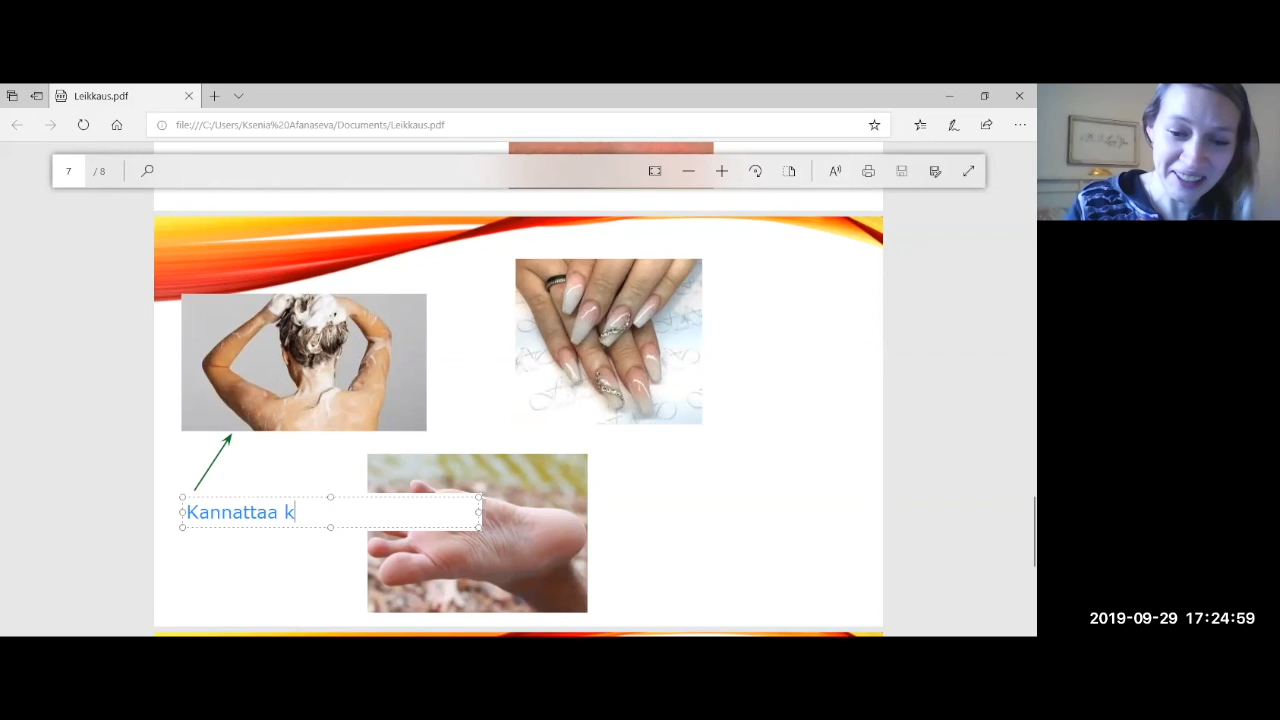 Leikkaus.pdf
file:///C:/Users/Ksenia%20Afanaseva/Documents/Leikkaus.pdf
7 / 8
Kannattaa k
2019-09-29 17:24:59